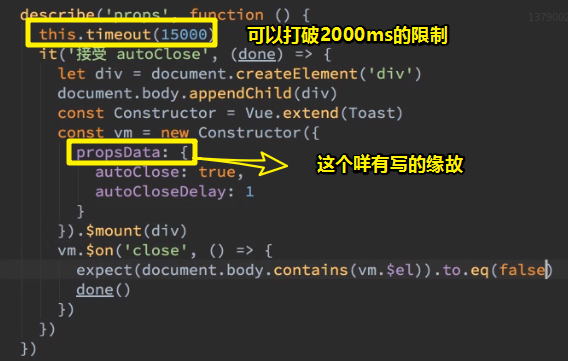 describe('props', function () {
this.timeout(15000) 可以打破2000ms的限制
it('接受 autoClose', (done) => {
let div = document.createElement('div')
document.body.appendChild(div)
const Constructor = Vue.extend(Toast)
const vm = new Constructor({
propsData: {
这个咩有写的缘故
autoClose: true,
autoCloseDelay: 1
}
}).$mount(div)
vm.$on('close', () => {
expect(document.body.contains(vm.$el)).to.eq(false)
done()
})
})
})